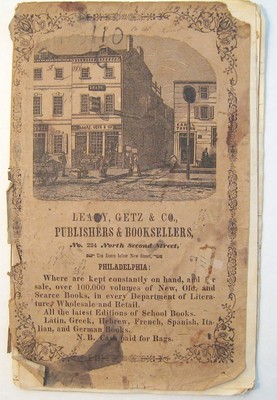 110
LEARY, GETZ & CO.,
PUBLISHERS & BOOKSELLERS,
No. 224 North Second Street,
Six Doors below New Street,
PHILADELPHIA:
Where are kept constantly on hand, and for
sale, over 100,000 volumes of New, Old, and
Scarce Books, in every Department of Litera-
ture, Wholesale and Retail.
All the latest Editions of School Books.
Latin, Greek, Hebrew, French, Spanish, Ita-
lian, and German Books.
N. B. Cash paid for Rags.